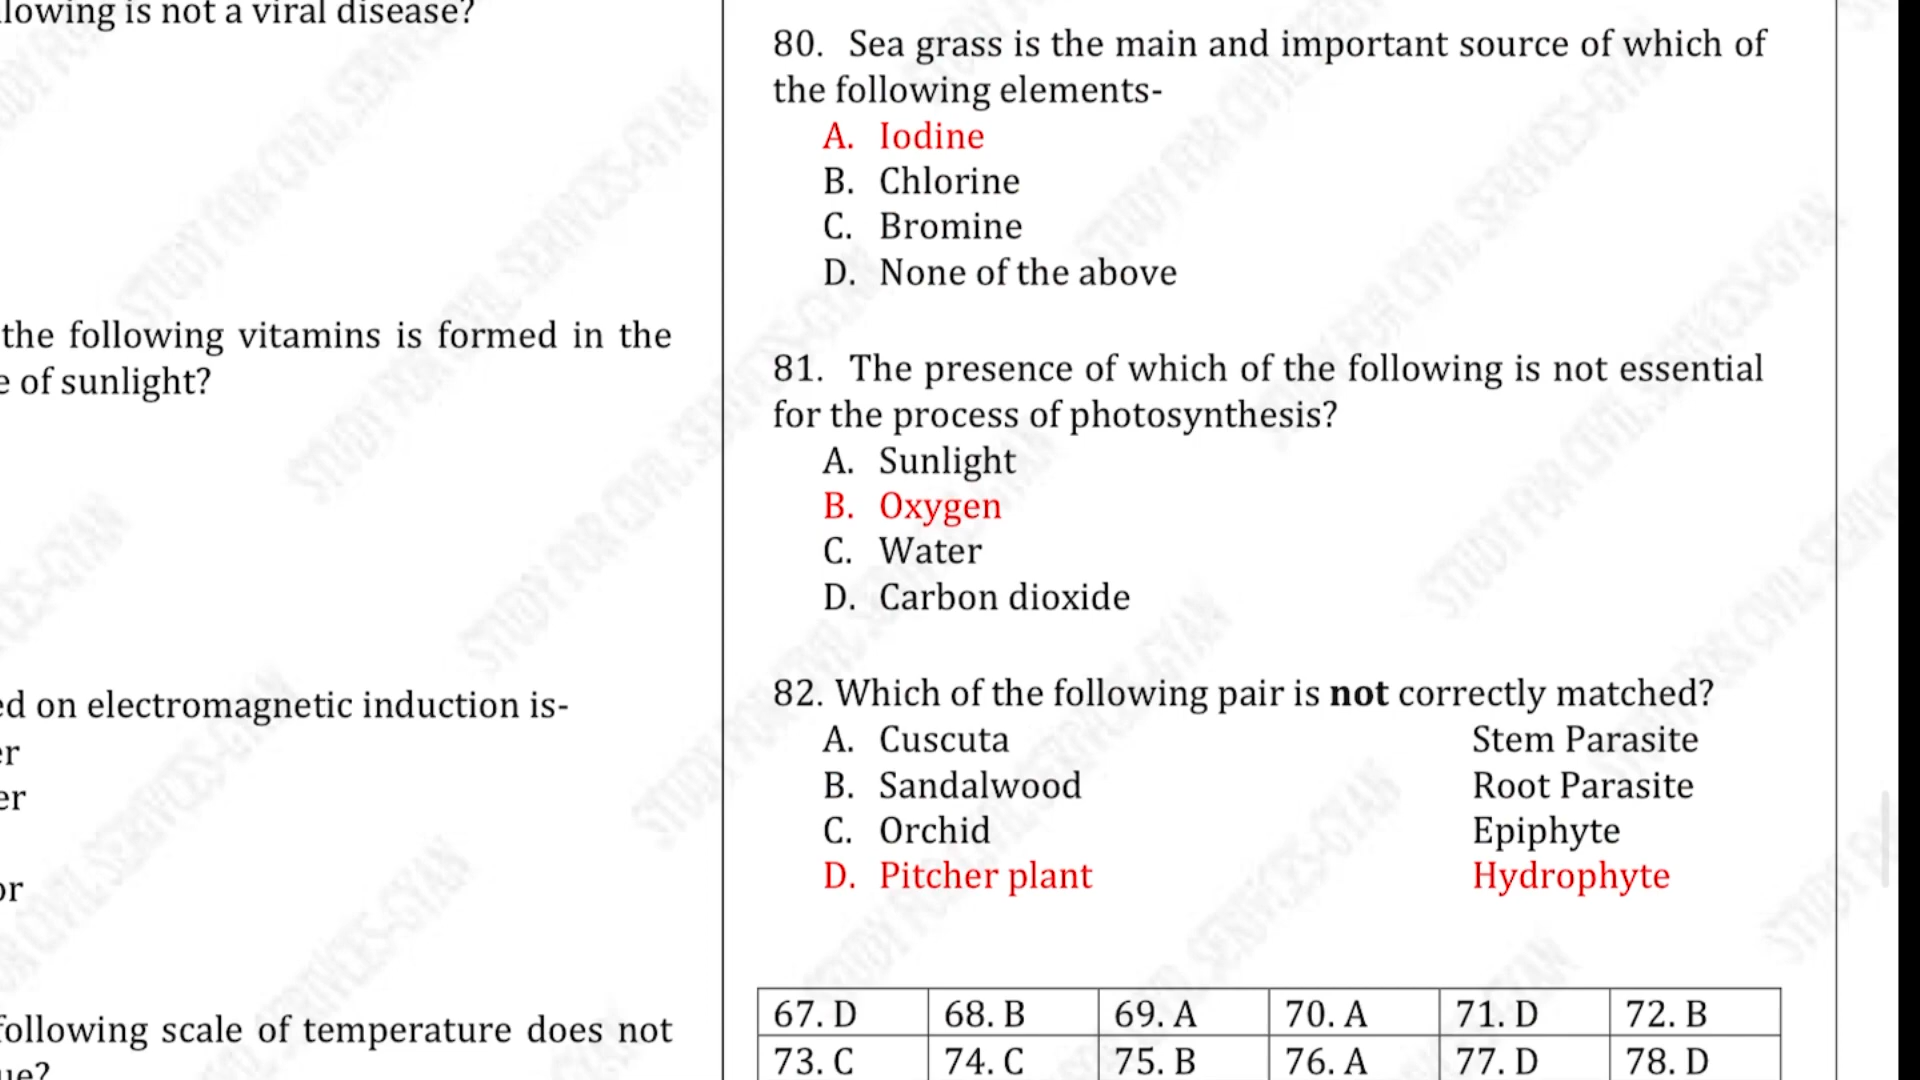 lowing is not a viral disease?
the following vitamins is formed in the
e of sunlight?
ed on electromagnetic induction is-
er
er
or
following scale of temperature does not
ue?
80. Sea grass is the main and important source of which of
the following elements-
A. Iodine
B. Chlorine
C. Bromine
D. None of the above
81. The presence of which of the following is not essential
for the process of photosynthesis?
A. Sunlight
B. Oxygen
C. Water
D. Carbon dioxide
82. Which of the following pair is not correctly matched?
A. Cuscuta Stem Parasite
B. Sandalwood Root Parasite
C. Orchid Epiphyte
D. Pitcher plant Hydrophyte
67. D 68. B 69. A 70. A 71. D 72. B
73. C 74. C 75. B 76. A 77. D 78. D